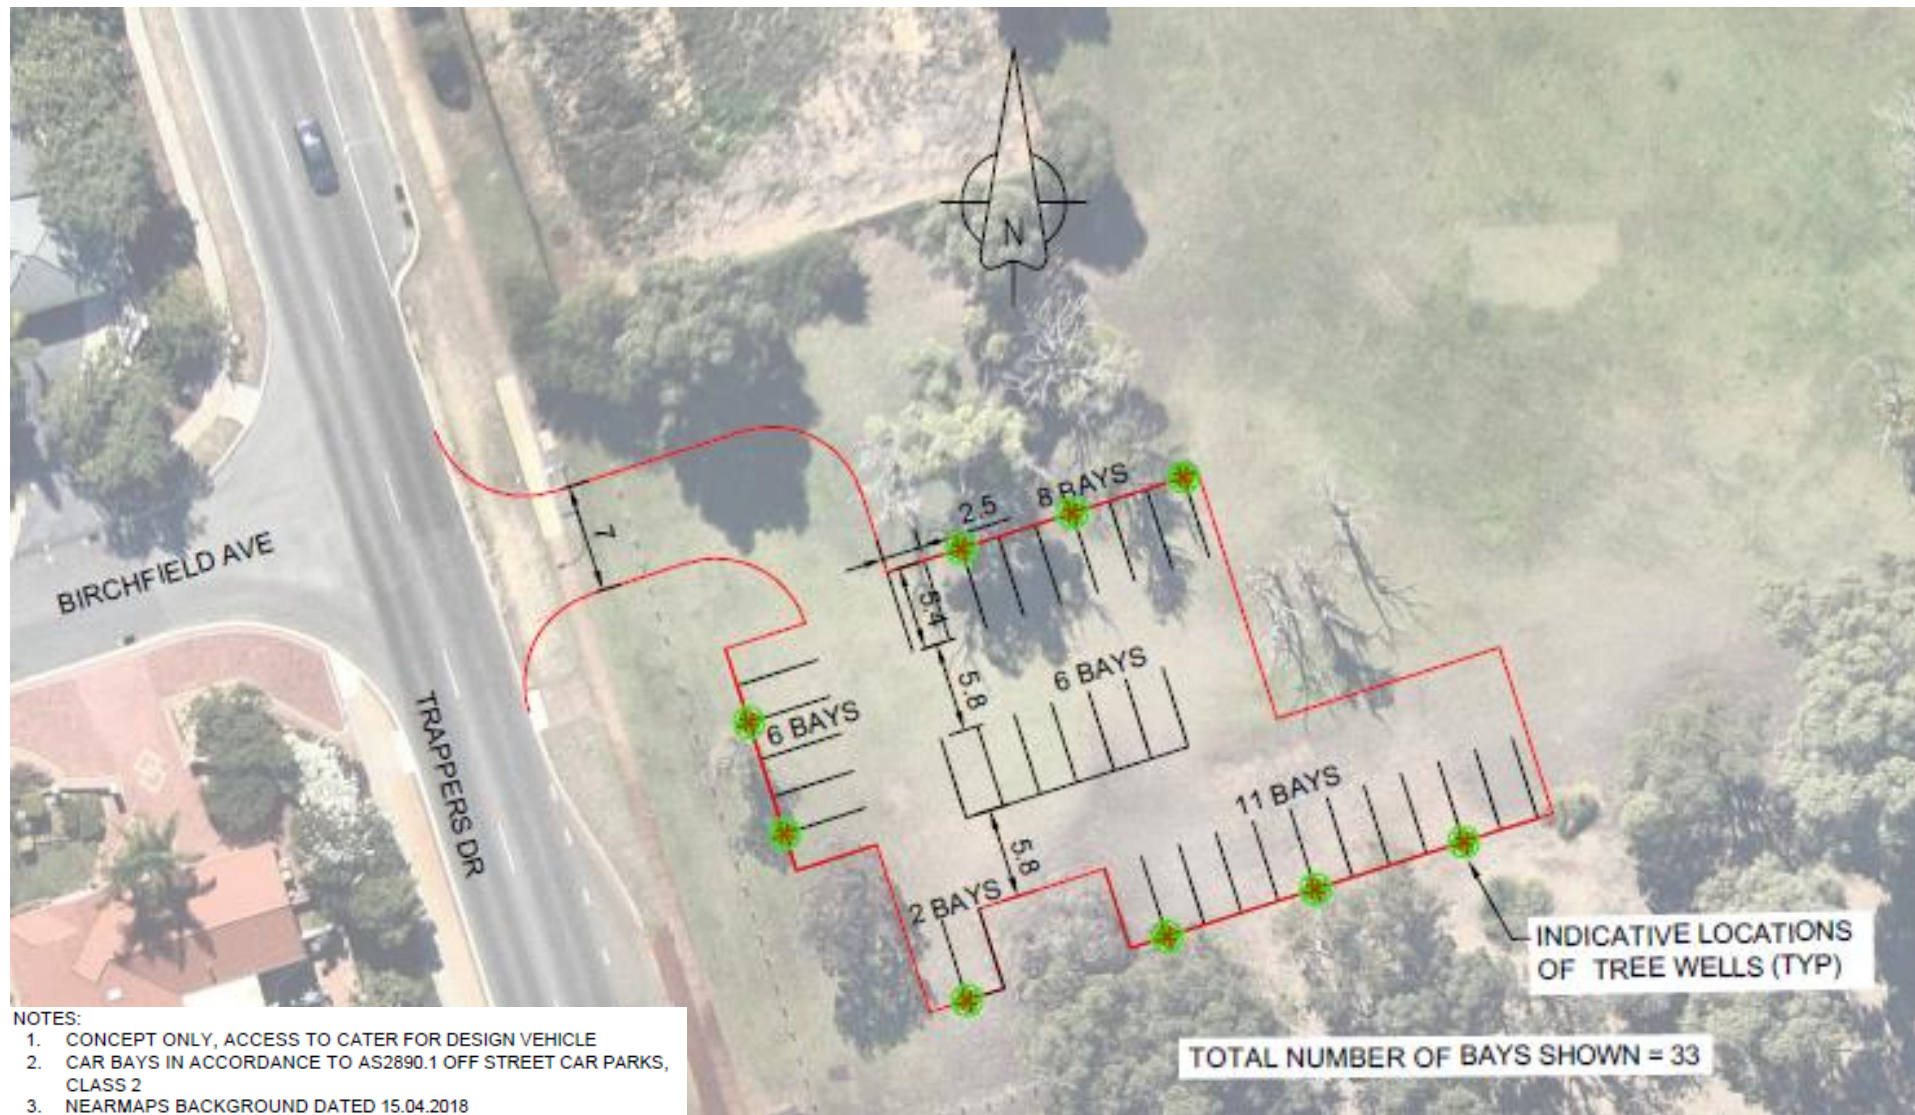 N
2.5
8 BAYS
7
BIRCHFIELD AVE
5.4
5.8
6 BAYS
6 BAYS
TRAPPERS DR
11 BAYS
5.8
2 BAYS
INDICATIVE LOCATIONS
OF TREE WELLS (TYP)
TOTAL NUMBER OF BAYS SHOWN = 33
NOTES:
1. CONCEPT ONLY, ACCESS TO CATER FOR DESIGN VEHICLE
2. CAR BAYS IN ACCORDANCE TO AS2890.1 OFF STREET CAR PARKS,
CLASS 2
3. NEARMAPS BACKGROUND DATED 15.04.2018